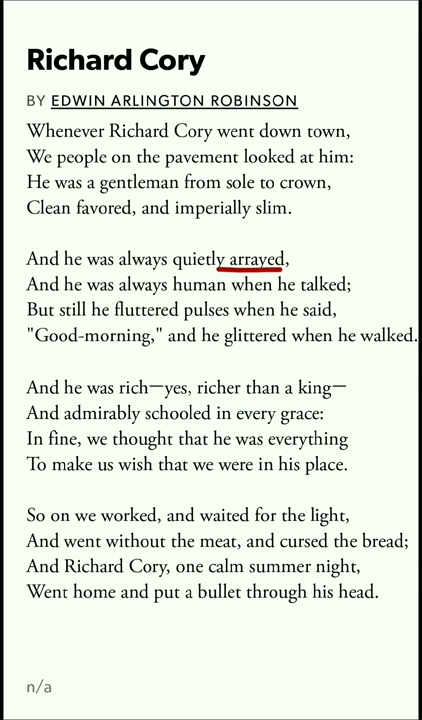 Richard Cory
BY EDWIN ARLINGTON ROBINSON
Whenever Richard Cory went down town,
We people on the pavement looked at him:
He was a gentleman from sole to crown,
Clean favored, and imperially slim.
And he was always quietly arrayed,
And he was always human when he talked;
But still he fluttered pulses when he said,
"Good-morning," and he glittered when he walked.
And he was rich—yes, richer than a king—
And admirably schooled in every grace:
In fine, we thought that he was everything
To make us wish that we were in his place.
So on we worked, and waited for the light,
And went without the meat, and cursed the bread;
And Richard Cory, one calm summer night,
Went home and put a bullet through his head.
n/a